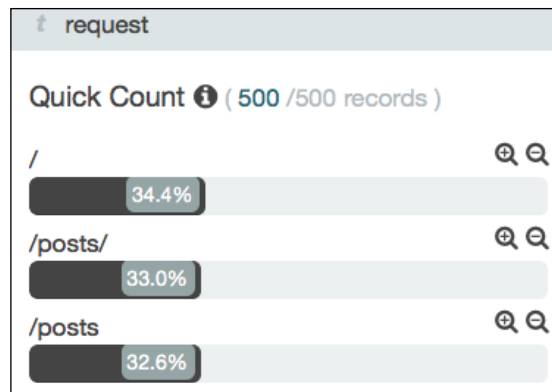 t request
Quick Count ( 500 /500 records )
/
34.4%
/posts/
33.0%
/posts
32.6%